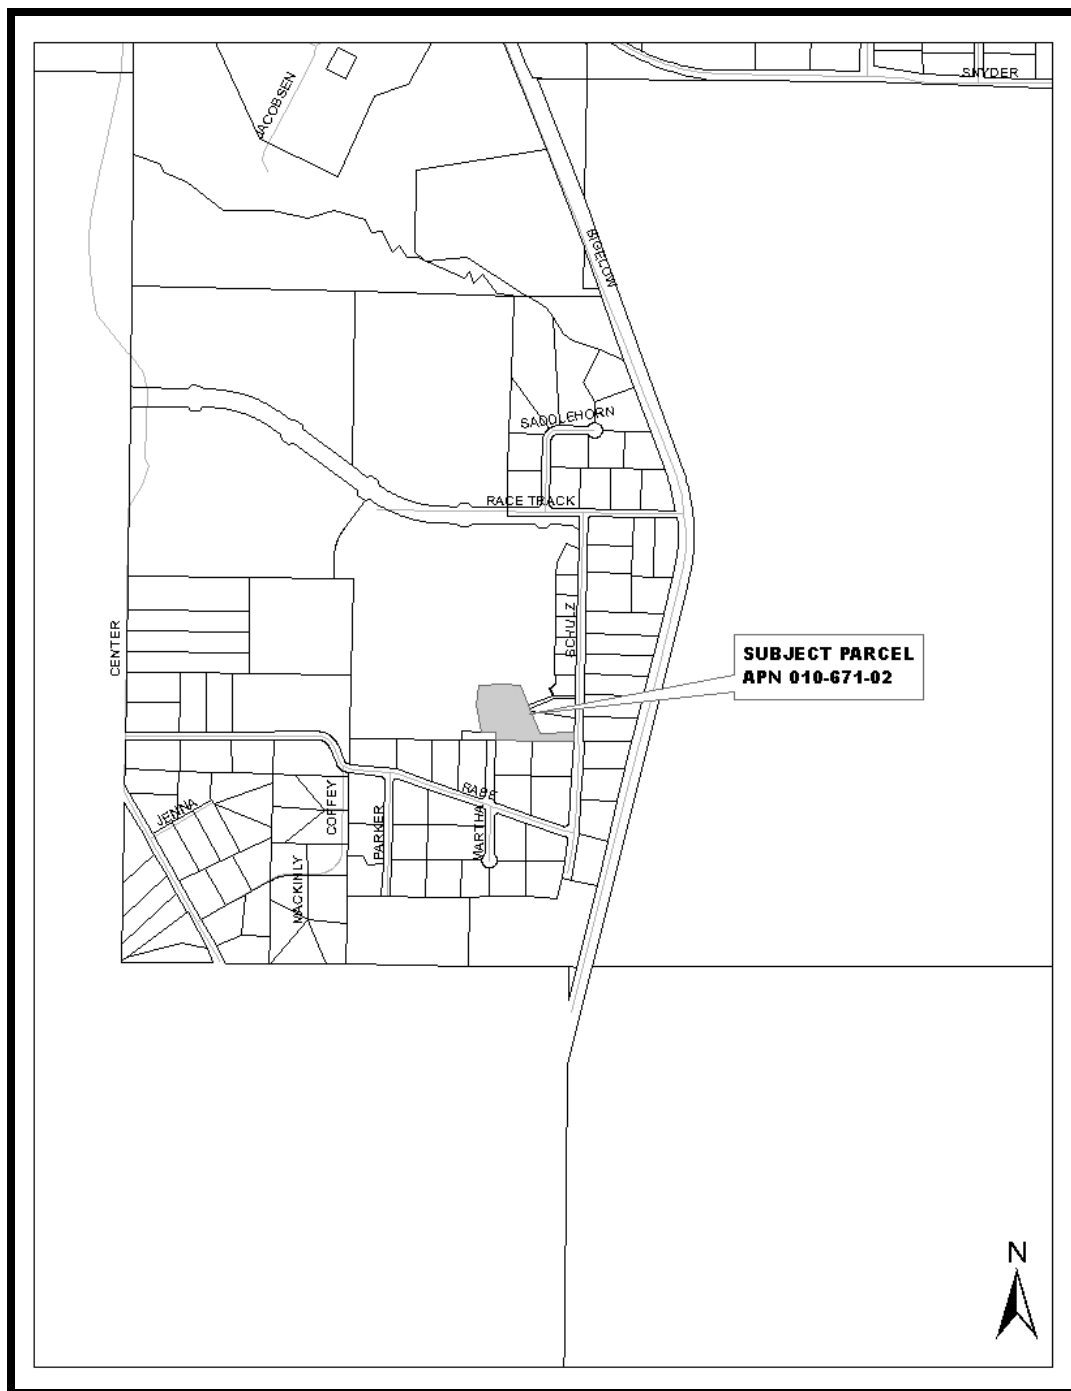 SNYDER
JACOBSEN
BIGELOW
SADDLEHORN
RACE TRACK
SCHULZ
CENTER
SUBJECT PARCEL
APN 010-671-02
RABE
JENNA
COFFEY
PARKER
MARTHA
MACKINLY
N